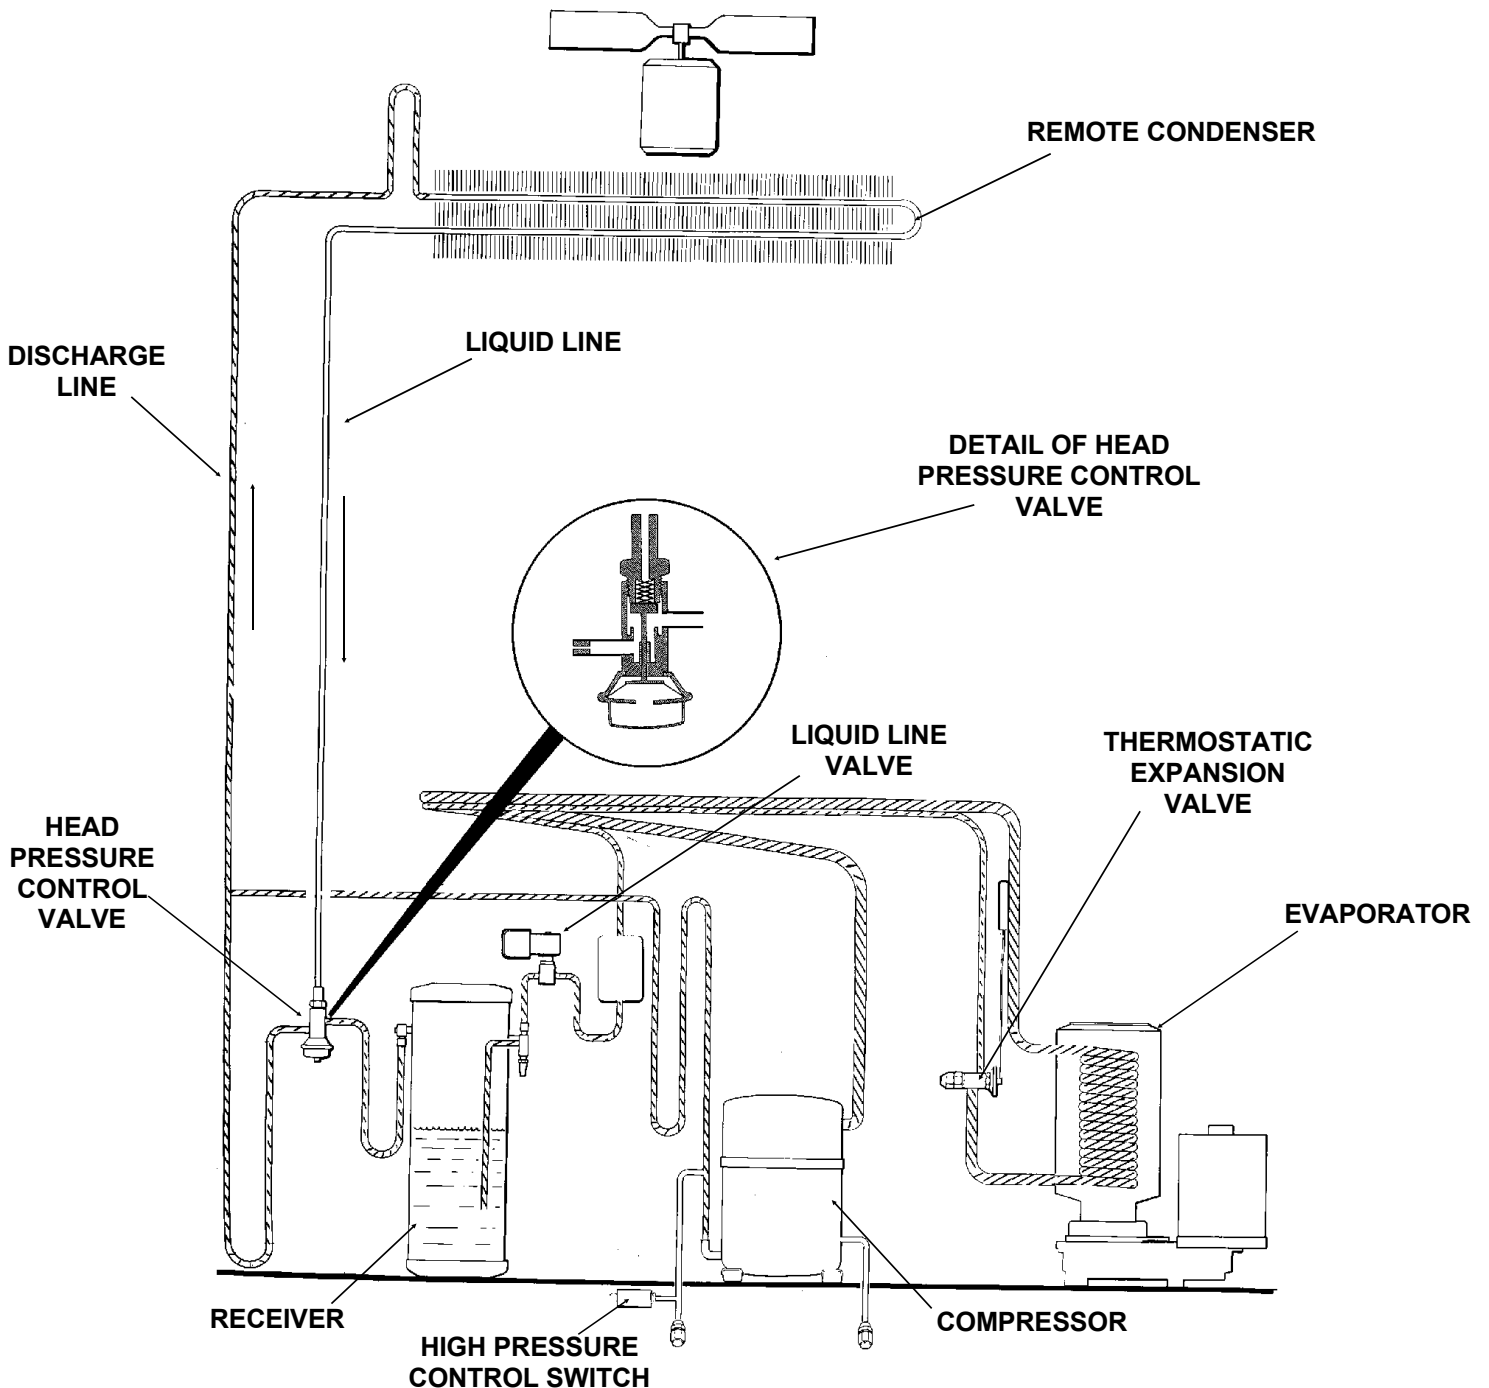 REMOTE CONDENSER
DISCHARGE
LINE
LIQUID LINE
DETAIL OF HEAD
PRESSURE CONTROL
VALVE
LIQUID LINE
VALVE
THERMOSTATIC
EXPANSION
VALVE
HEAD
PRESSURE
CONTROL
VALVE
EVAPORATOR
RECEIVER
HIGH PRESSURE
CONTROL SWITCH
COMPRESSOR